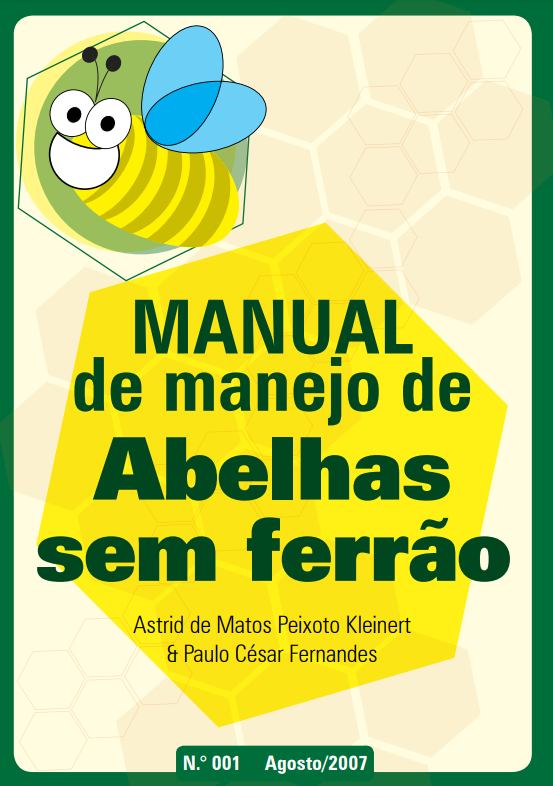 MANUAL
de manejo de
Abelhas
sem ferrão
Astrid de Matos Peixoto Kleinert
& Paulo César Fernandes
N.° 001 Agosto/2007